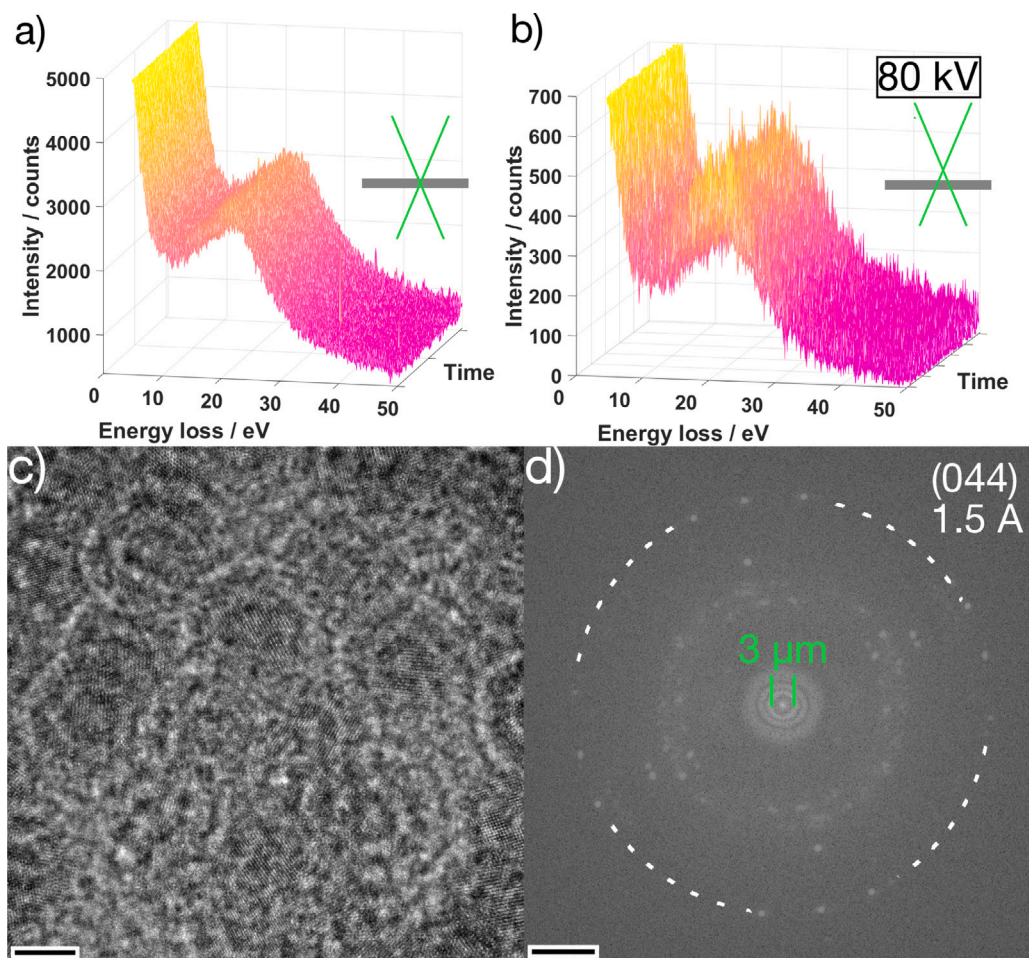 a)
5000
4000
3000
2000
1000
Intensity / counts
0
10
20
30
40
50
Energy loss / eV
Time
b)
80 kV
700
600
500
400
300
200
100
0
Intensity / counts
0
10
20
30
40
50
Energy loss / eV
Time
c)
d)
(044)
1.5 A
3 μm